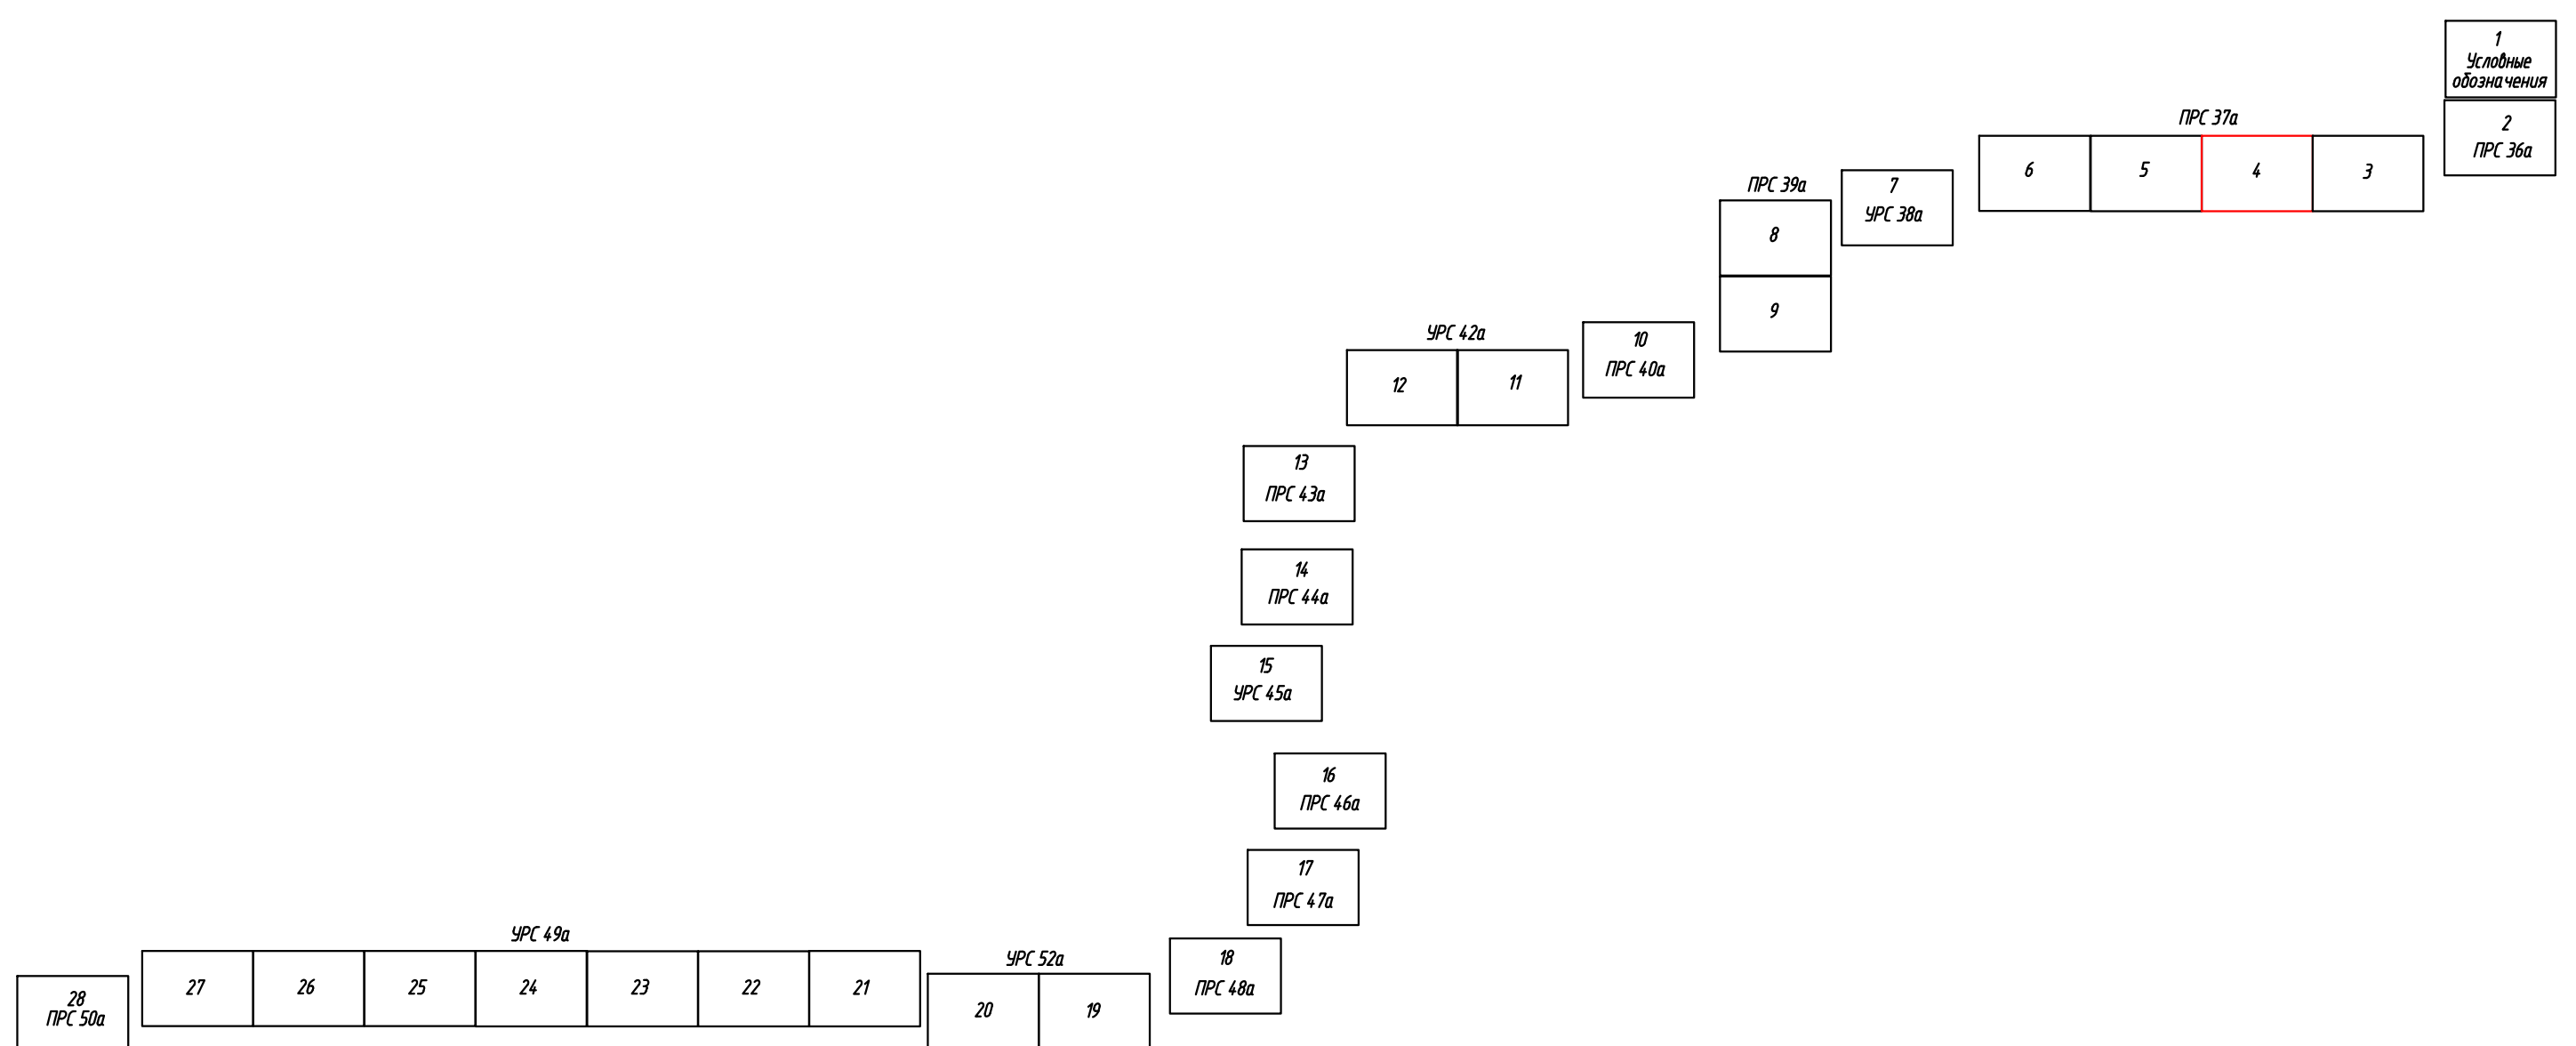 1
Условные
обозначения
2
ПРС 36а
ПРС 37а
6
5
4
3
7
УРС 38а
ПРС 39а
8
9
10
ПРС 40а
УРС 42а
12
11
13
ПРС 43а
14
ПРС 44а
15
УРС 45а
16
ПРС 46а
17
ПРС 47а
18
ПРС 48а
УРС 52а
20
19
УРС 49а
27
26
25
24
23
22
21
28
ПРС 50а